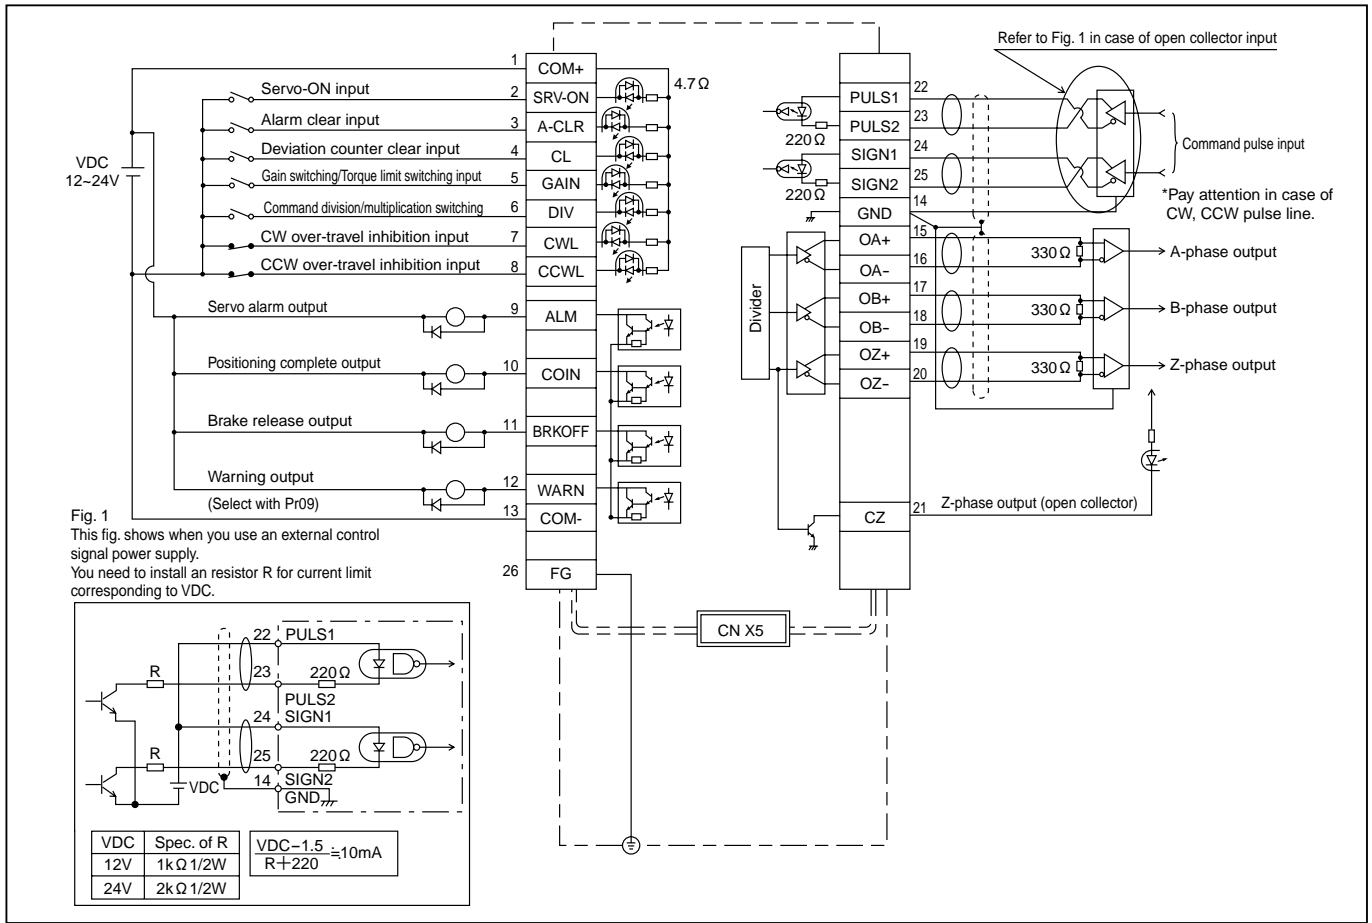 Refer to Fig. 1 in case of open collector input
VDC
12~24V
1 COM+
4.7Ω
Servo-ON input 2 SRV-ON
Alarm clear input 3 A-CLR
Deviation counter clear input 4 CL
Gain switching/Torque limit switching input 5 GAIN
Command division/multiplication switching 6 DIV
CW over-travel inhibition input 7 CWL
CCW over-travel inhibition input 8 CCWL
Servo alarm output 9 ALM
Positioning complete output 10 COIN
Brake release output 11 BRKOFF
Warning output 12 WARN
(Select with Pr09) 13 COM-
26 FG
PULS1 22
PULS2 23
220Ω
SIGN1 24
SIGN2 25
220Ω
GND 14
Command pulse input
*Pay attention in case of
CW, CCW pulse line.
Divider
OA+ 15
OA- 16
330Ω
A-phase output
OB+ 17
OB- 18
330Ω
B-phase output
OZ+ 19
OZ- 20
330Ω
Z-phase output
CZ 21 Z-phase output (open collector)
CN X5
Fig. 1
This fig. shows when you use an external control
signal power supply.
You need to install an resistor R for current limit
corresponding to VDC.
22 PULS1
R 23 220Ω
PULS2
24 SIGN1
R 25 220Ω
VDC 14 SIGN2
GND
VDC Spec. of R
12V 1kΩ1/2W
24V 2kΩ1/2W
VDC-1.5
R+220
≒10mA